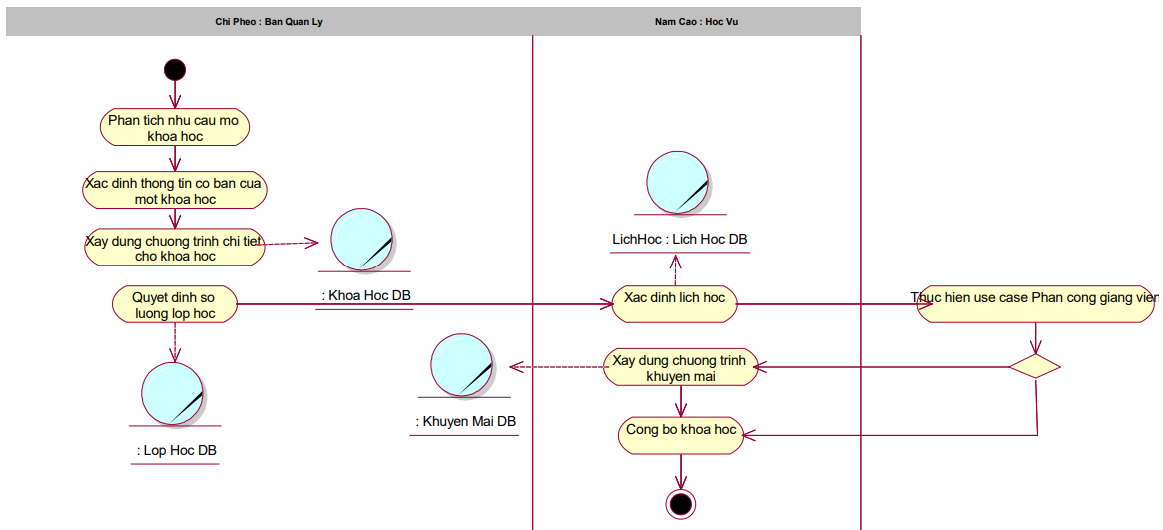 Chi Pheo : Ban Quan Ly
Nam Cao : Hoc Vu
Phan tich nhu cau mo
khoa hoc
Xac dinh thong tin co ban cua
mot khoa hoc
Xay dung chuong trinh chi tiet
cho khoa hoc
: Khoa Hoc DB
Quyet dinh so
luong lop hoc
: Lop Hoc DB
LichHoc : Lich Hoc DB
Xac dinh lich hoc
Thuc hien use case Phan cong giang vien
Xay dung chuong trinh
khuyen mai
: Khuyen Mai DB
Cong bo khoa hoc